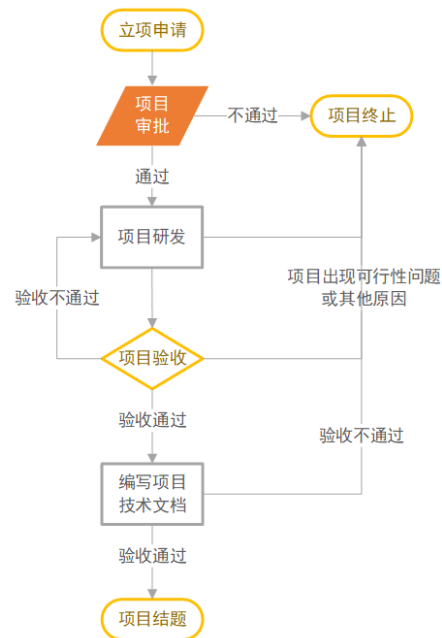 立项申请
项目
审批
不通过
项目终止
通过
项目研发
验收不通过
项目出现可行性问题
或其他原因
项目验收
验收通过
验收不通过
编写项目
技术文档
验收通过
项目结题